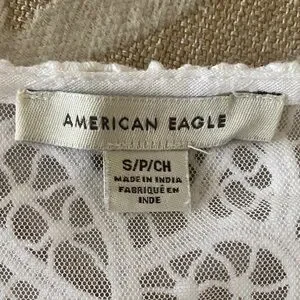 AMERICAN EAGLE
S/P/CH
MADE IN INDIA
FABRIQUÉ EN
INDE